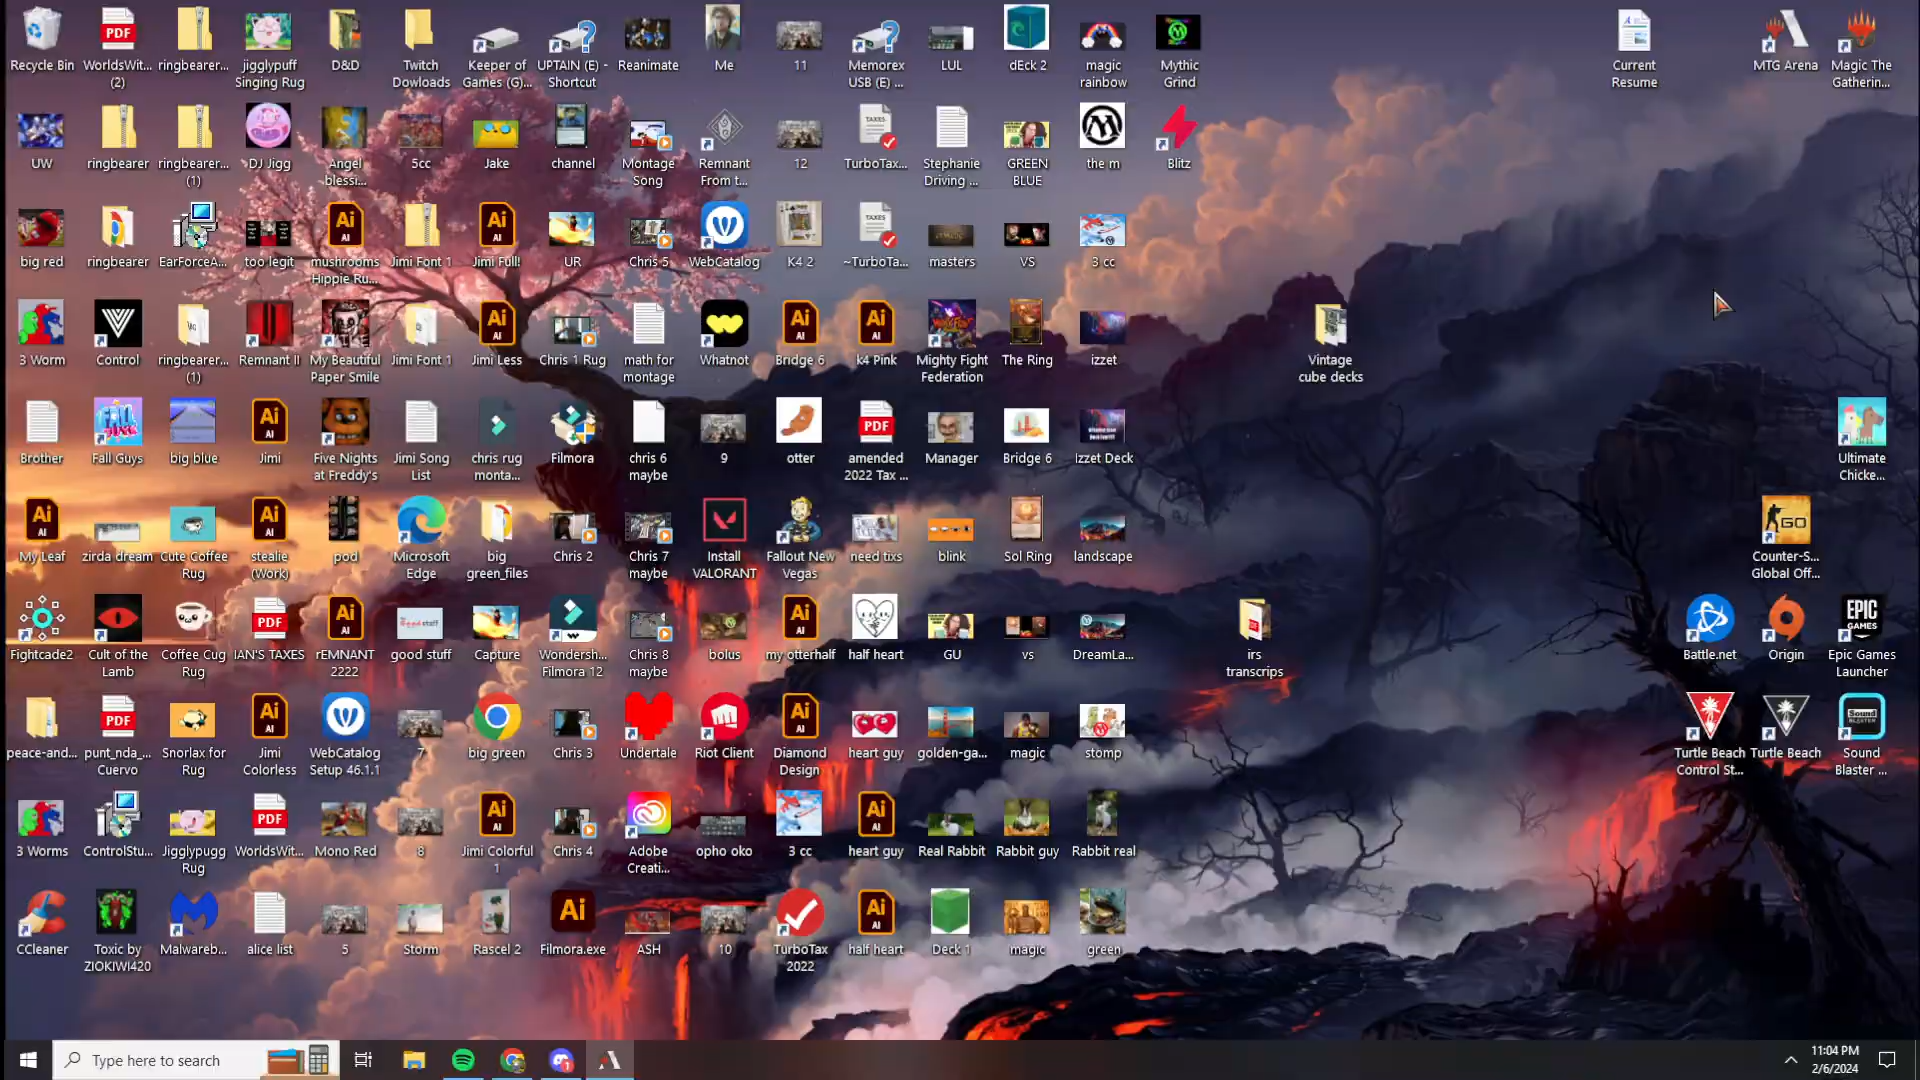 Recycle Bin
WorldsWit...
(2)
ringbearer...
jigglypuff
Singing Rug
D&D
Twitch
Dowloads
Keeper of
Games (G)...
UPTAIN (E) -
Shortcut
Reanimate
Me
11
Memorex
USB (E) ...
LUL
dEck 2
magic
rainbow
Mythic
Grind
Current
Resume
MTG Arena
Magic The
Gatherin...
UW
ringbearer
ringbearer...
(1)
DJ Jigg
Angel
blessi...
5cc
Jake
channel
Montage
Song
Remnant
From t...
12
TurboTax...
Stephanie
Driving ...
GREEN
BLUE
the m
Blitz
big red
ringbearer
EarForceA...
too legit
mushrooms
Hippie Ru...
Jimi Font 1
Jimi Full!
UR
Chris 5
WebCatalog
K4 2
~TurboTa...
masters
VS
3 cc
3 Worm
Control
ringbearer...
(1)
Remnant II
My Beautiful
Paper Smile
Jimi Font 1
Jimi Less
Chris 1 Rug
math for
montage
Whatnot
Bridge 6
k4 Pink
Mighty Fight
Federation
The Ring
izzet
Vintage
cube decks
Brother
Fall Guys
big blue
Jimi
Five Nights
at Freddy's
Jimi Song
List
chris rug
monta...
Filmora
chris 6
maybe
9
otter
amended
2022 Tax ...
Manager
Bridge 6
Izzet Deck
Ultimate
Chicke...
My Leaf
zirda dream
Cute Coffee
Rug
stealie
(Work)
pod
Microsoft
Edge
big
green_files
Chris 2
Chris 7
maybe
Install
VALORANT
Fallout New
Vegas
need tixs
blink
Sol Ring
landscape
Counter-S...
Global Off...
Fightcade2
Cult of the
Lamb
Coffee Cug
Rug
IAN'S TAXES
rEMNANT
2222
good stuff
Capture
Wondersh...
Filmora 12
Chris 8
maybe
bolus
my otterhalf
half heart
GU
vs
DreamLa...
irs
transcrips
Battle.net
Origin
Epic Games
Launcher
peace-and...
punt_nda_...
Cuervo
Snorlax for
Rug
Jimi
Colorless
WebCatalog
Setup 46.1.1
7
big green
Chris 3
Undertale
Riot Client
Diamond
Design
heart guy
golden-ga...
magic
stomp
Turtle Beach
Control St...
Turtle Beach
Sound
Blaster ...
3 Worms
ControlStu...
Jigglypugg
Rug
WorldsWit...
Mono Red
8
Jimi Colorful
1
Chris 4
Adobe
Creati...
opho oko
3 cc
heart guy
Real Rabbit
Rabbit guy
Rabbit real
CCleaner
Toxic by
ZIOKIWI420
Malwareb...
alice list
5
Storm
Rascel 2
Filmora.exe
ASH
10
TurboTax
2022
half heart
Deck 1
magic
green
Type here to search
11:04 PM
2/6/2024